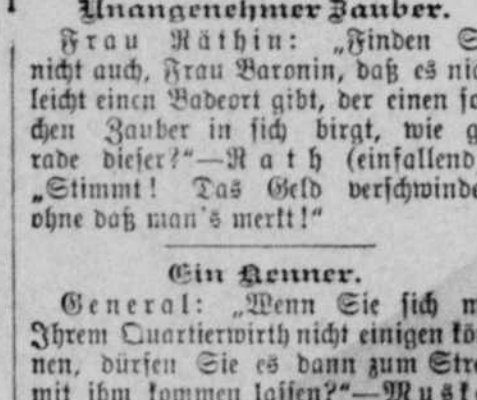 Unangenehmer Zauber.
Frau Räthin: „Finden S
nicht auch, Frau Baronin, daß es nic
leicht einen Badeort gibt, der einen so
chen Zauber in sich birgt, wie g
rade dieser?“—Rath (einfallend
„Stimmt! Das Geld verschwinde
ohne daß man's merkt!“
Ein Kenner.
General: „Wenn Sie sich m
Ihrem Quartierwirth nicht einigen kö
nen, dürfen Sie es dann zum Stre
mit ihm kommen lassen?“—Muske